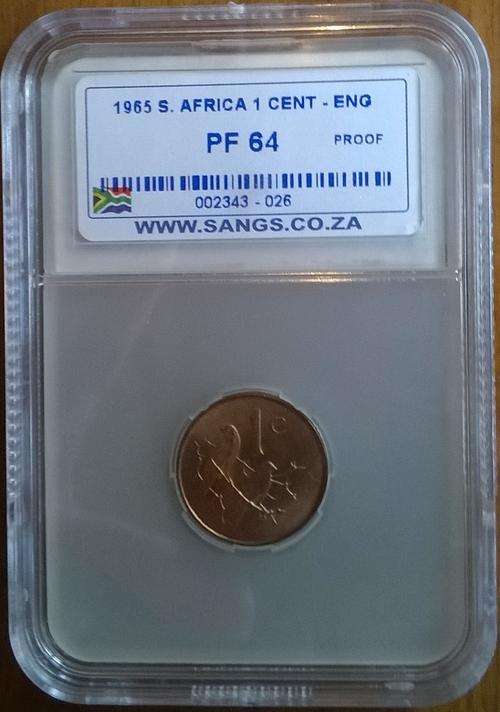 1965 S. AFRICA 1 CENT - ENG
PF 64 PROOF
002343 - 026
WWW.SANGS.CO.ZA
1c